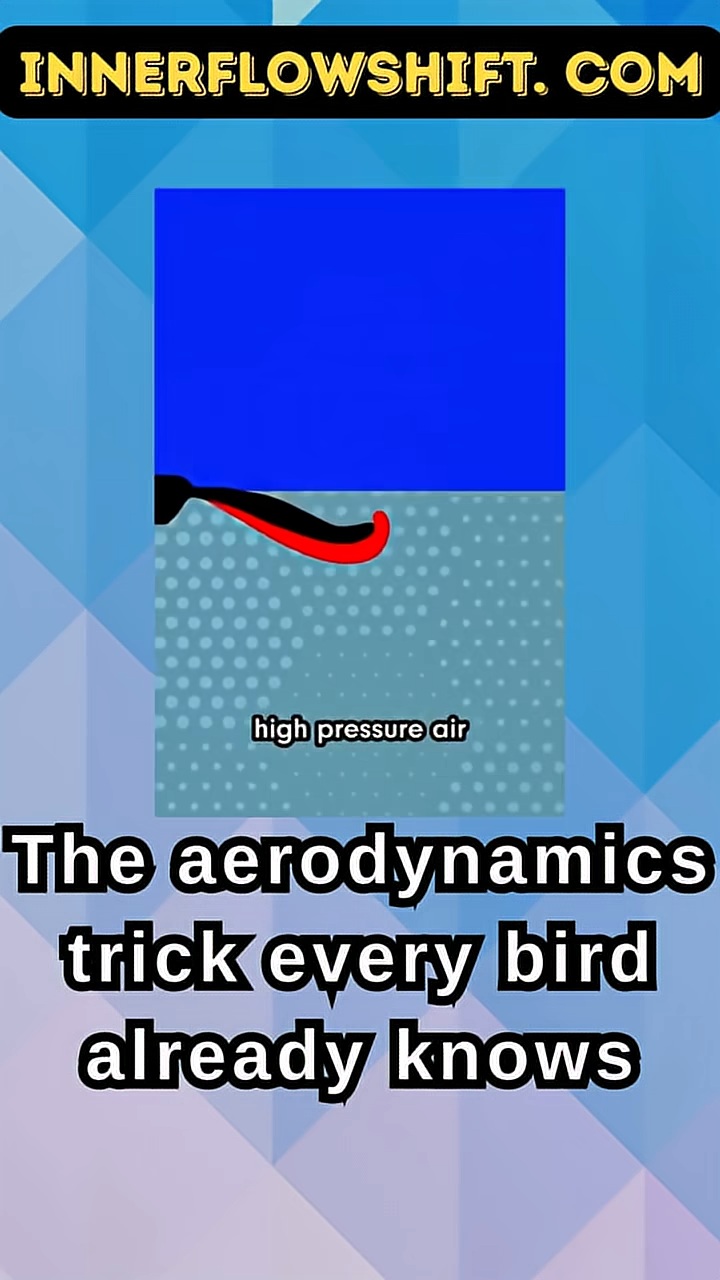 INNERFLOWSHIFT. COM
high pressure air
The aerodynamics
trick every bird
already knows